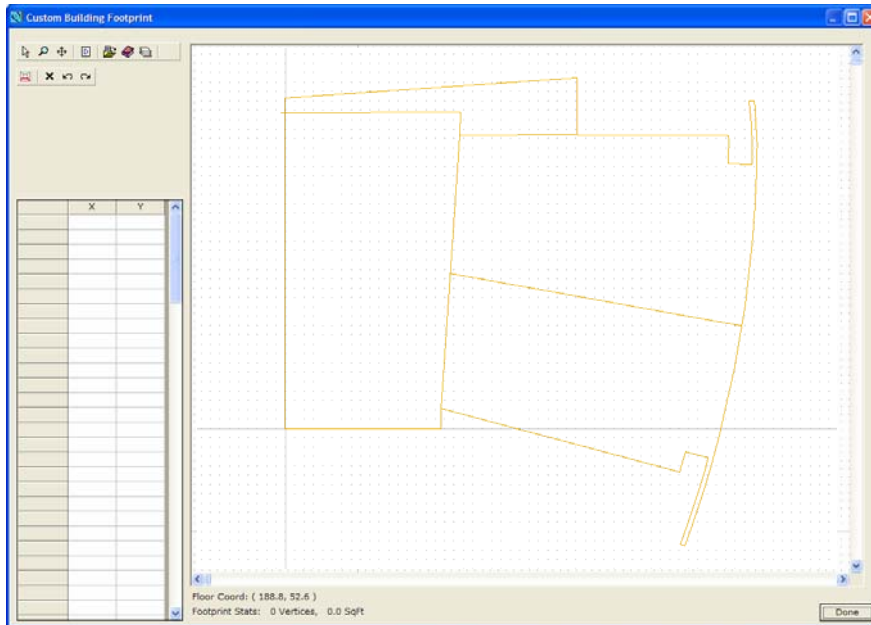 Custom Building Footprint
X Y
Floor Coord: ( 188.8, 52.6 )
Footprint Stats: 0 Vertices, 0.0 SqFt
Done